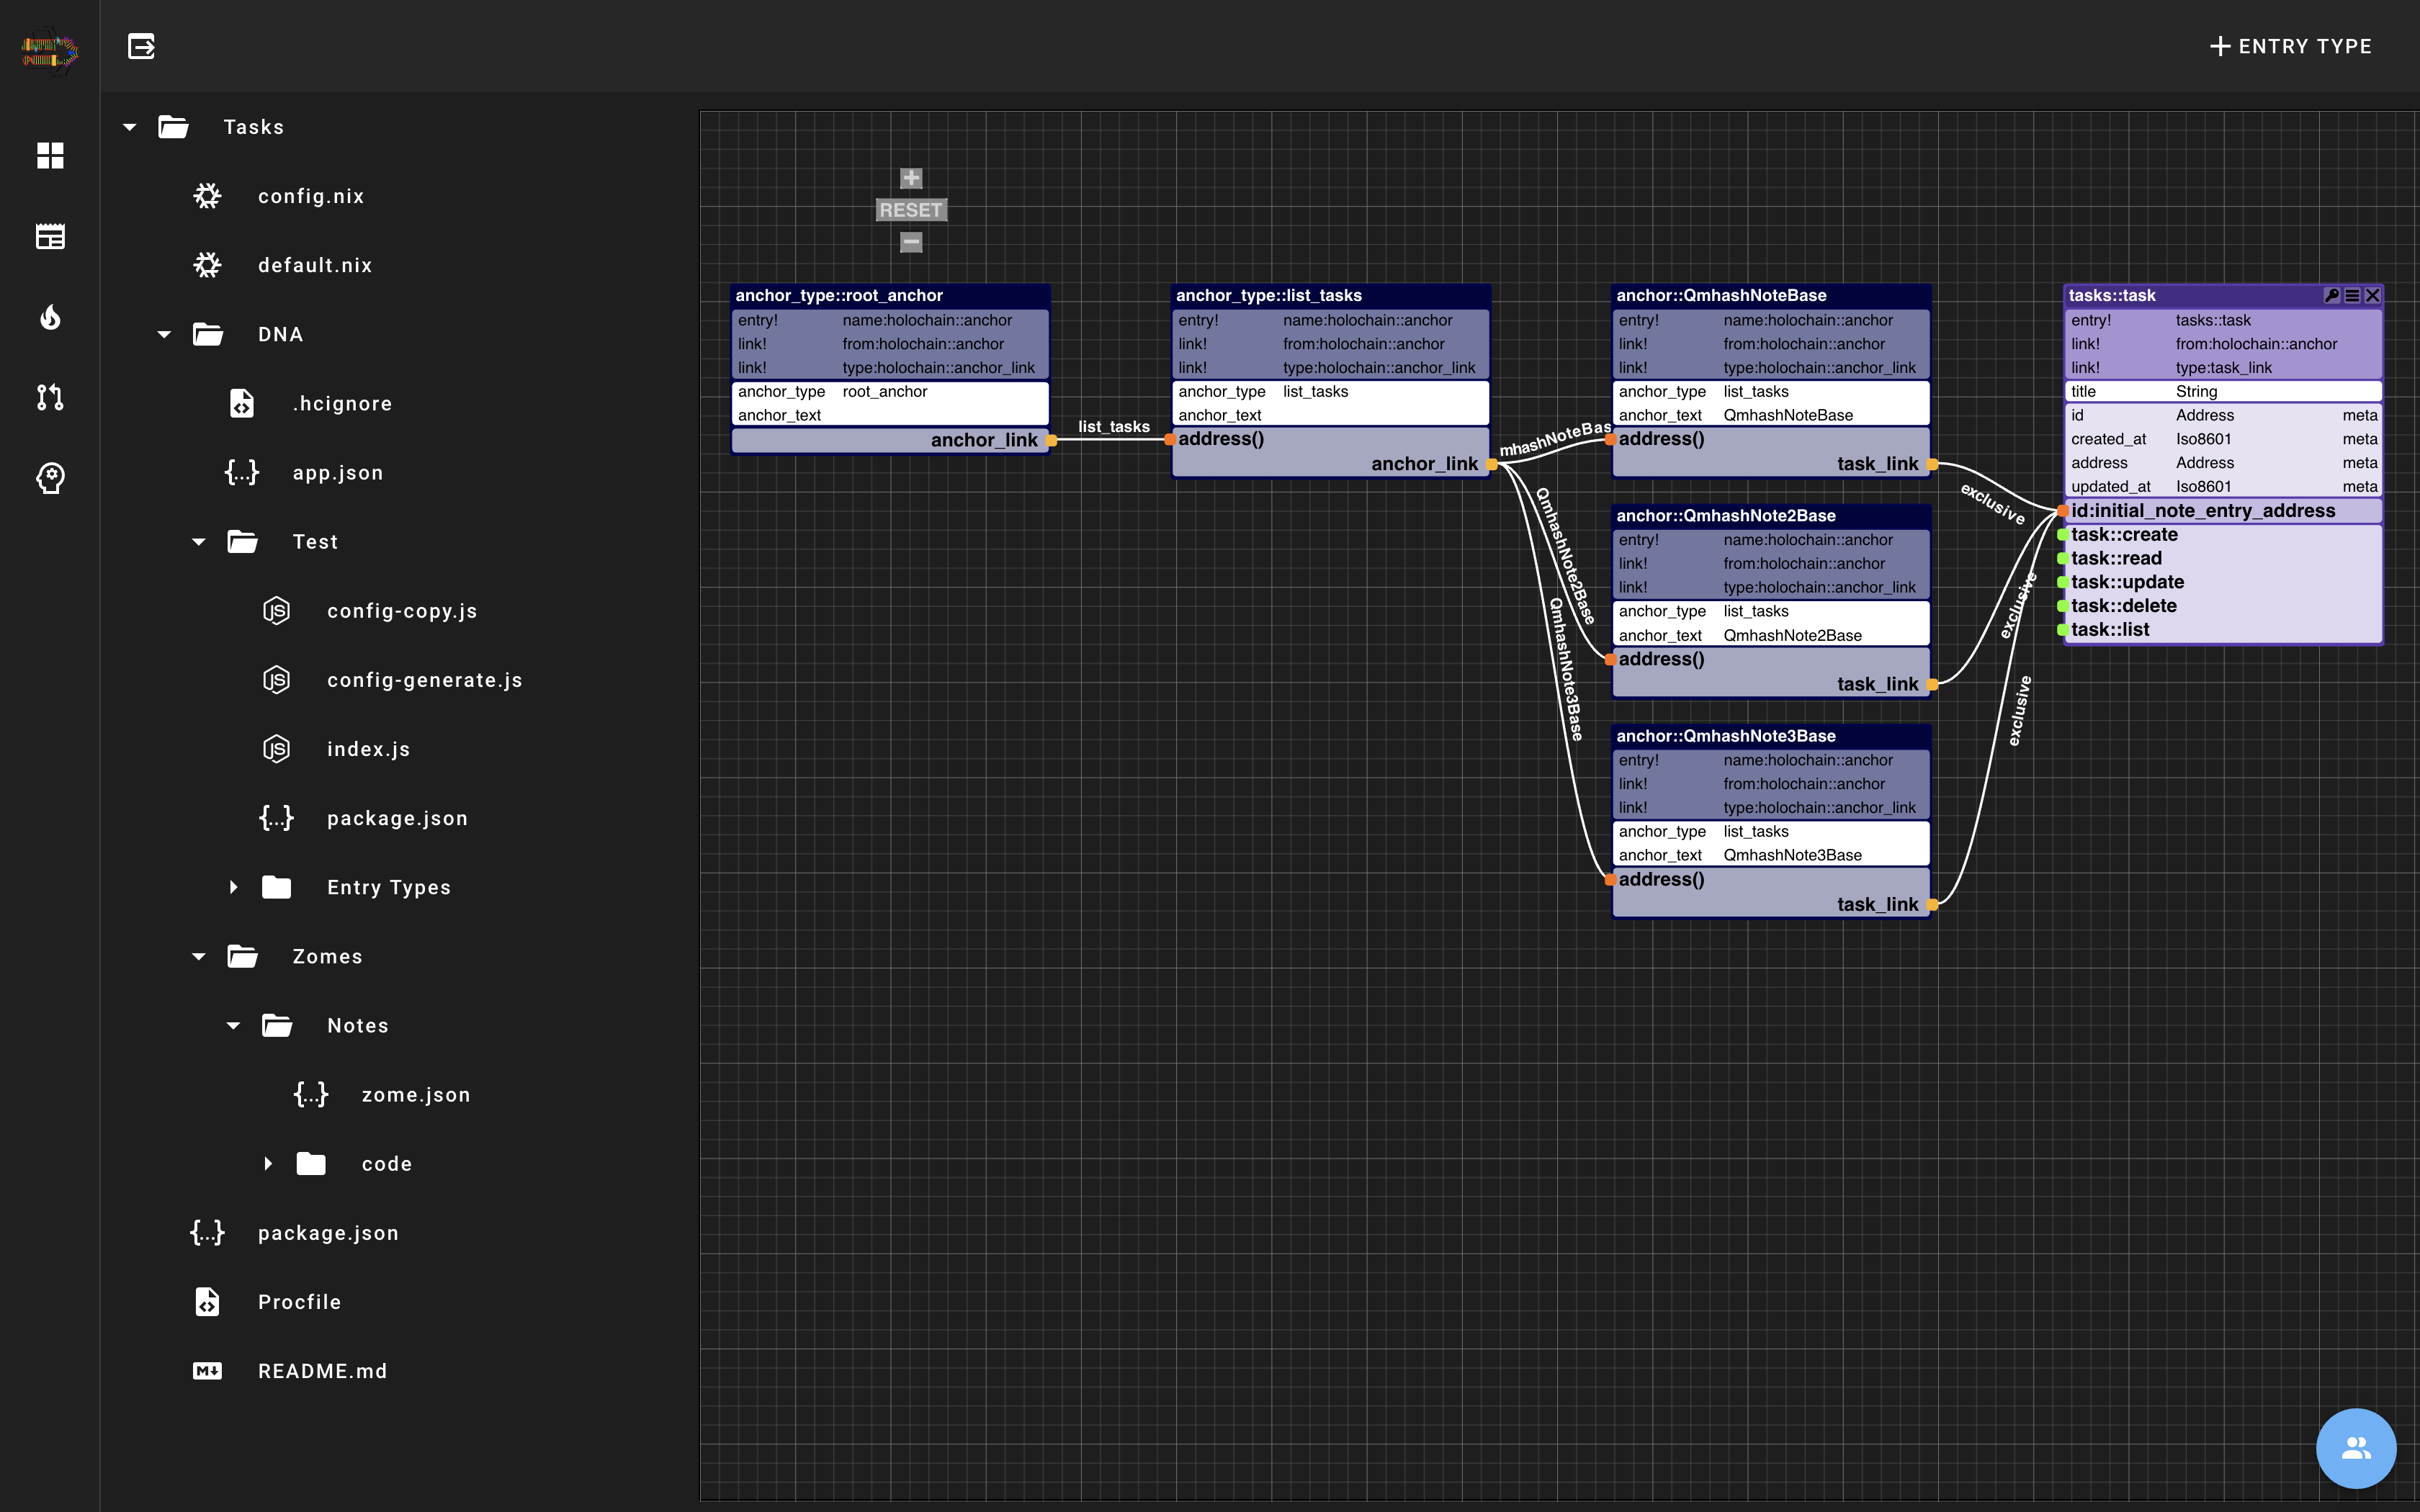 ENTRY TYPE
Tasks
config.nix
default.nix
DNA
.hcignore
app.json
Test
config-copy.js
config-generate.js
index.js
package.json
Entry Types
Zomes
Notes
zome.json
code
package.json
Procfile
README.md
RESET
anchor_type::root_anchor
entry! name:holochain::anchor
link! from:holochain::anchor
link! type:holochain::anchor_link
anchor_type root_anchor
anchor_text
anchor_link
list_tasks
anchor_type::list_tasks
entry! name:holochain::anchor
link! from:holochain::anchor
link! type:holochain::anchor_link
anchor_type list_tasks
anchor_text
address()
anchor_link
mhashNoteBas
QmhashNote2Base
QmhashNote3Base
anchor::QmhashNoteBase
entry! name:holochain::anchor
link! from:holochain::anchor
link! type:holochain::anchor_link
anchor_type list_tasks
anchor_text QmhashNoteBase
address()
task_link
anchor::QmhashNote2Base
entry! name:holochain::anchor
link! from:holochain::anchor
link! type:holochain::anchor_link
anchor_type list_tasks
anchor_text QmhashNote2Base
address()
task_link
anchor::QmhashNote3Base
entry! name:holochain::anchor
link! from:holochain::anchor
link! type:holochain::anchor_link
anchor_type list_tasks
anchor_text QmhashNote3Base
address()
task_link
exclusive
exclusive
exclusive
tasks::task
entry! tasks::task
link! from:holochain::anchor
link! type:task_link
title String
id Address meta
created_at Iso8601 meta
address Address meta
updated_at Iso8601 meta
id:initial_note_entry_address
task::create
task::read
task::update
task::delete
task::list